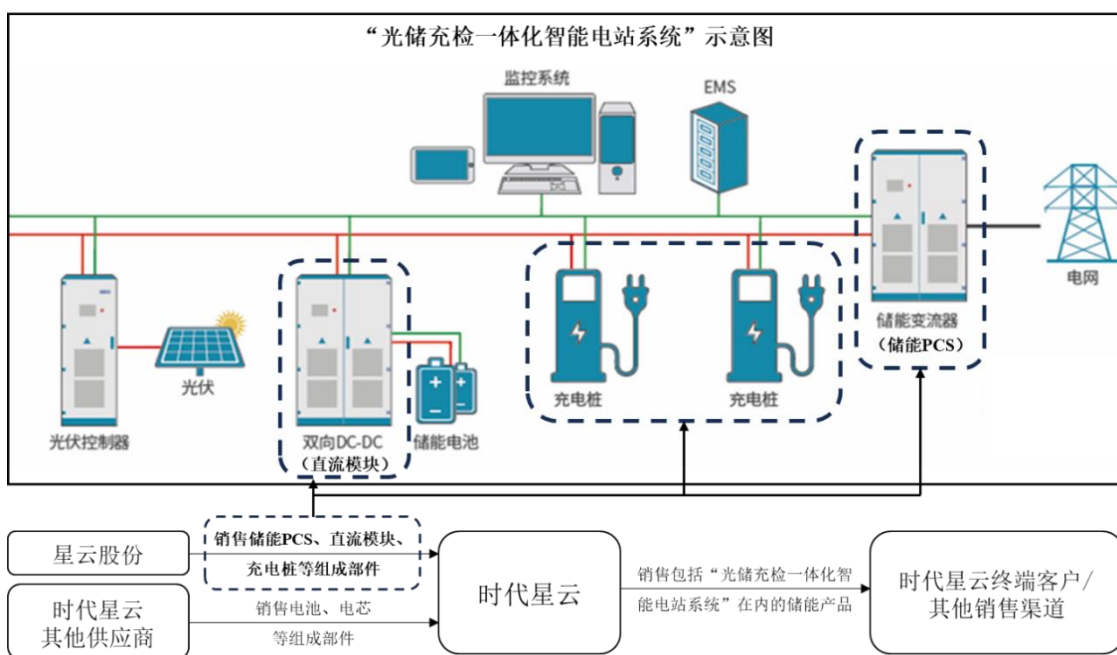 “光储充检一体化智能电站系统”示意图
监控系统
EMS
电网
储能变流器
（储能PCS）
光伏
充电桩
充电桩
光伏控制器
双向DC-DC
（直流模块）
储能电池
星云股份
销售储能PCS、直流模块、
充电桩等组成部件
时代星云
其他供应商
销售电池、电芯
等组成部件
时代星云
销售包括“光储充检一体化智
能电站系统”在内的储能产品
时代星云终端客户/
其他销售渠道